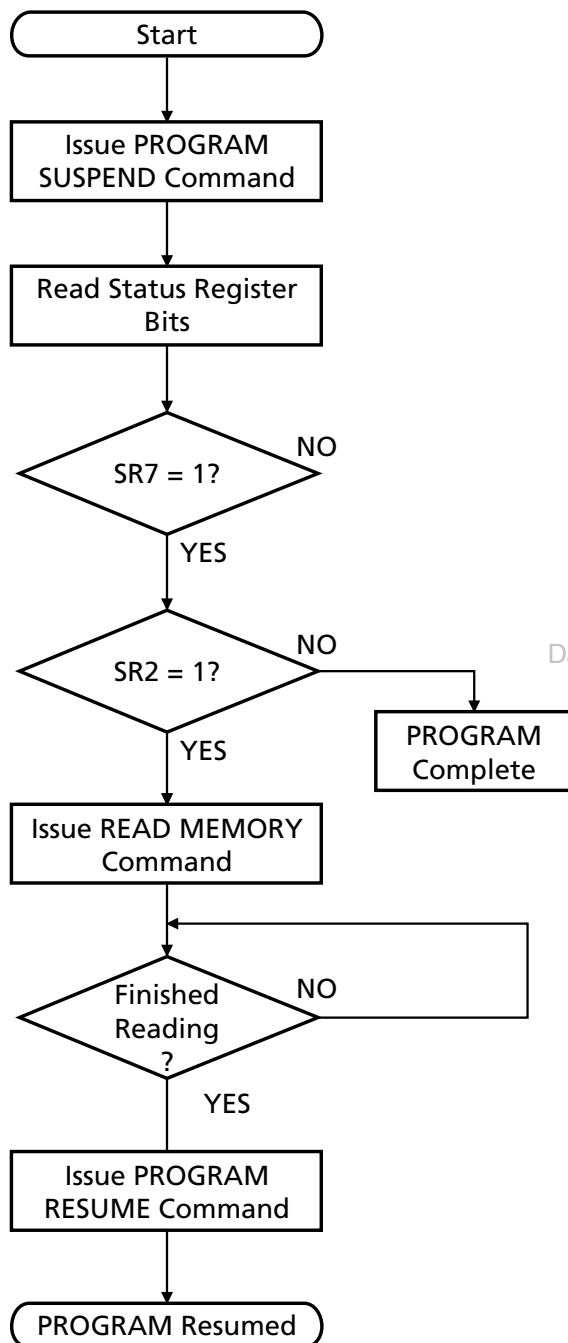 Start
Issue PROGRAM
SUSPEND Command
Read Status Register
Bits
NO
SR7 = 1?
YES
NO
SR2 = 1?
YES
PROGRAM
Complete
Issue READ MEMORY
Command
Finished
NO
Reading
?
YES
Issue PROGRAM
RESUME Command
PROGRAM Resumed